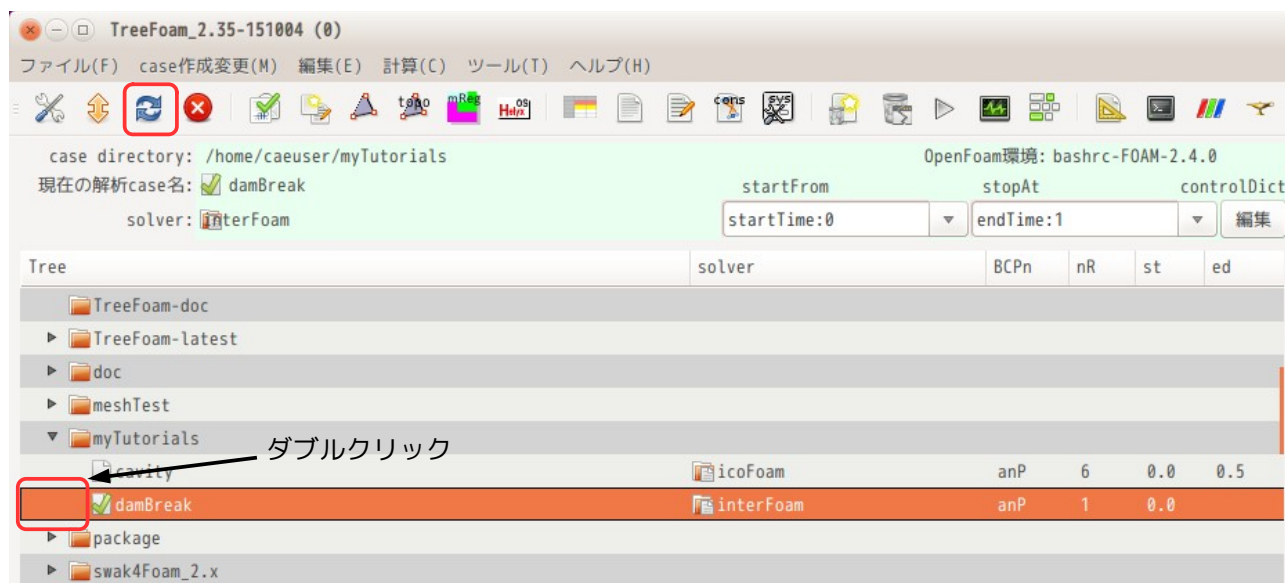 TreeFoam_2.35-151004 (0)
ファイル(F) case作成変更(M) 編集(E) 計算(C) ツール(T) ヘルプ(H)
topo mReg Helyx OS cons SYS
case directory: /home/caeuser/myTutorials OpenFoam環境: bashrc-FOAM-2.4.0
現在の解析case名: damBreak startFrom stopAt controlDict
solver: interFoam startTime:0 endTime:1 編集
Tree solver BCPn nR st ed
TreeFoam-doc
TreeFoam-latest
doc
meshTest
myTutorials
ダブルクリック
cavity icoFoam anP 6 0.0 0.5
damBreak interFoam anP 1 0.0
package
swak4Foam_2.x